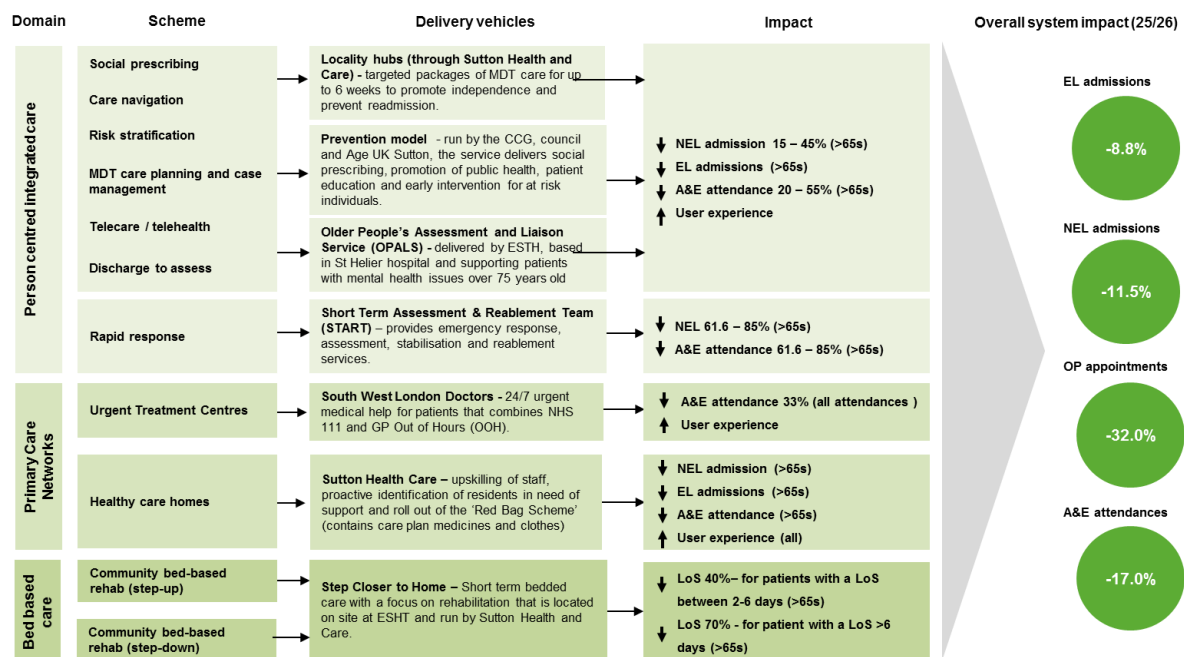 Domain
Scheme
Delivery vehicles
Impact
Overall system impact (25/26)
Person centred integrated care
Social prescribing
Care navigation
Risk stratification
MDT care planning and case
management
Telecare / telehealth
Discharge to assess
Locality hubs (through Sutton Health and
Care) - targeted packages of MDT care for up
to 6 weeks to promote independence and
prevent readmission.
Prevention model - run by the CCG, council
and Age UK Sutton, the service delivers social
prescribing, promotion of public health, patient
education and early intervention for at risk
individuals.
Older People's Assessment and Liaison
Service (OPALS) - delivered by ESTH, based
in St Helier hospital and supporting patients
with mental health issues over 75 years old
NEL admission 15 – 45% (>65s)
EL admissions (>65s)
A&E attendance 20 – 55% (>65s)
User experience
Rapid response
Short Term Assessment & Reablement Team
(START) – provides emergency response,
assessment, stabilisation and reablement
services.
NEL 61.6 – 85% (>65s)
A&E attendance 61.6 – 85% (>65s)
Primary Care
Networks
Urgent Treatment Centres
South West London Doctors - 24/7 urgent
medical help for patients that combines NHS
111 and GP Out of Hours (OOH).
A&E attendance 33% (all attendances )
User experience
Healthy care homes
Sutton Health Care – upskilling of staff,
proactive identification of residents in need of
support and roll out of the 'Red Bag Scheme'
(contains care plan medicines and clothes)
NEL admission (>65s)
EL admissions (>65s)
A&E attendance (>65s)
User experience (all)
Bed based
care
Community bed-based
rehab (step-up)
Community bed-based
rehab (step-down)
Step Closer to Home – Short term bedded
care with a focus on rehabilitation that is located
on site at ESHT and run by Sutton Health and
Care.
LoS 40%– for patients with a LoS
between 2-6 days (>65s)
LoS 70% - for patient with a LoS >6
days (>65s)
EL admissions
-8.8%
NEL admissions
-11.5%
OP appointments
-32.0%
A&E attendances
-17.0%